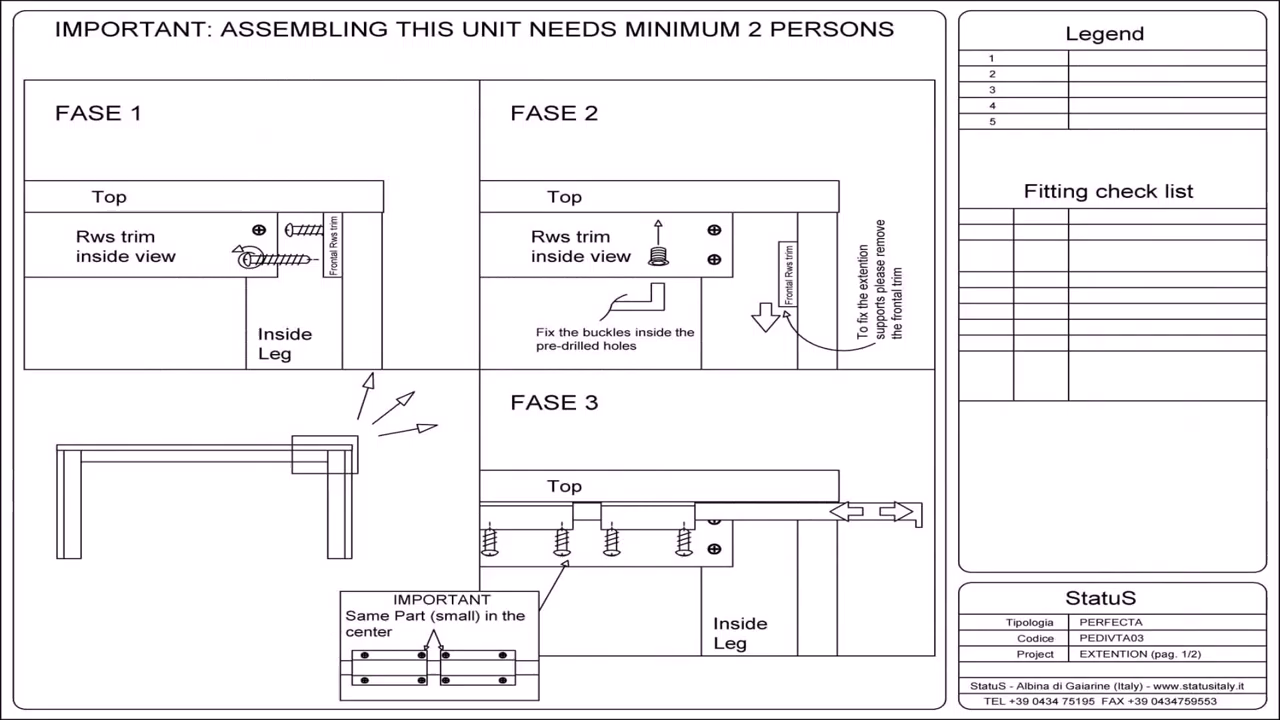 IMPORTANT: ASSEMBLING THIS UNIT NEEDS MINIMUM 2 PERSONS
FASE 1
Top
Rws trim
inside view
Frontal Rws trim
Inside
Leg
FASE 2
Top
Rws trim
inside view
Frontal Rws trim
To fix the extention
supports please remove
the frontal trim
Fix the buckles inside the
pre-drilled holes
FASE 3
Top
Inside
Leg
IMPORTANT
Same Part (small) in the
center
Legend
1
2
3
4
5
Fitting check list
StatuS
Tipologia PERFECTA
Codice PEDIVTA03
Project EXTENTION (pag. 1/2)
StatuS - Albina di Gaiarine (Italy) - www.statusitaly.it
TEL +39 0434 75195 FAX +39 0434759553